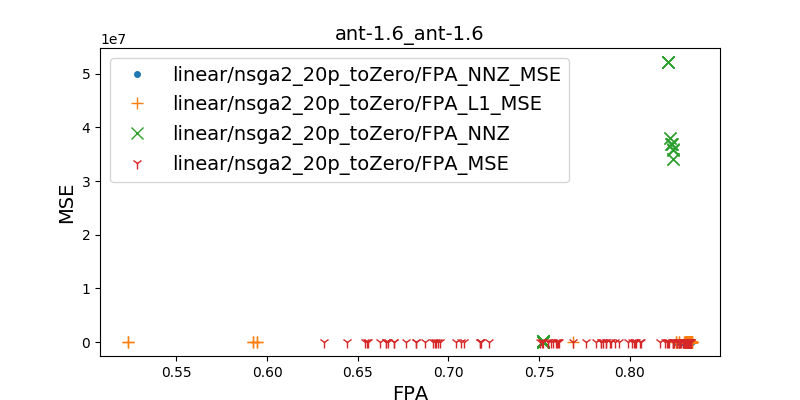 ant-1.6_ant-1.6
1e7
linear/nsga2_20p_toZero/FPA_NNZ_MSE
linear/nsga2_20p_toZero/FPA_L1_MSE
linear/nsga2_20p_toZero/FPA_NNZ
linear/nsga2_20p_toZero/FPA_MSE
5
4
3
2
1
0
MSE
0.55 0.60 0.65 0.70 0.75 0.80
FPA